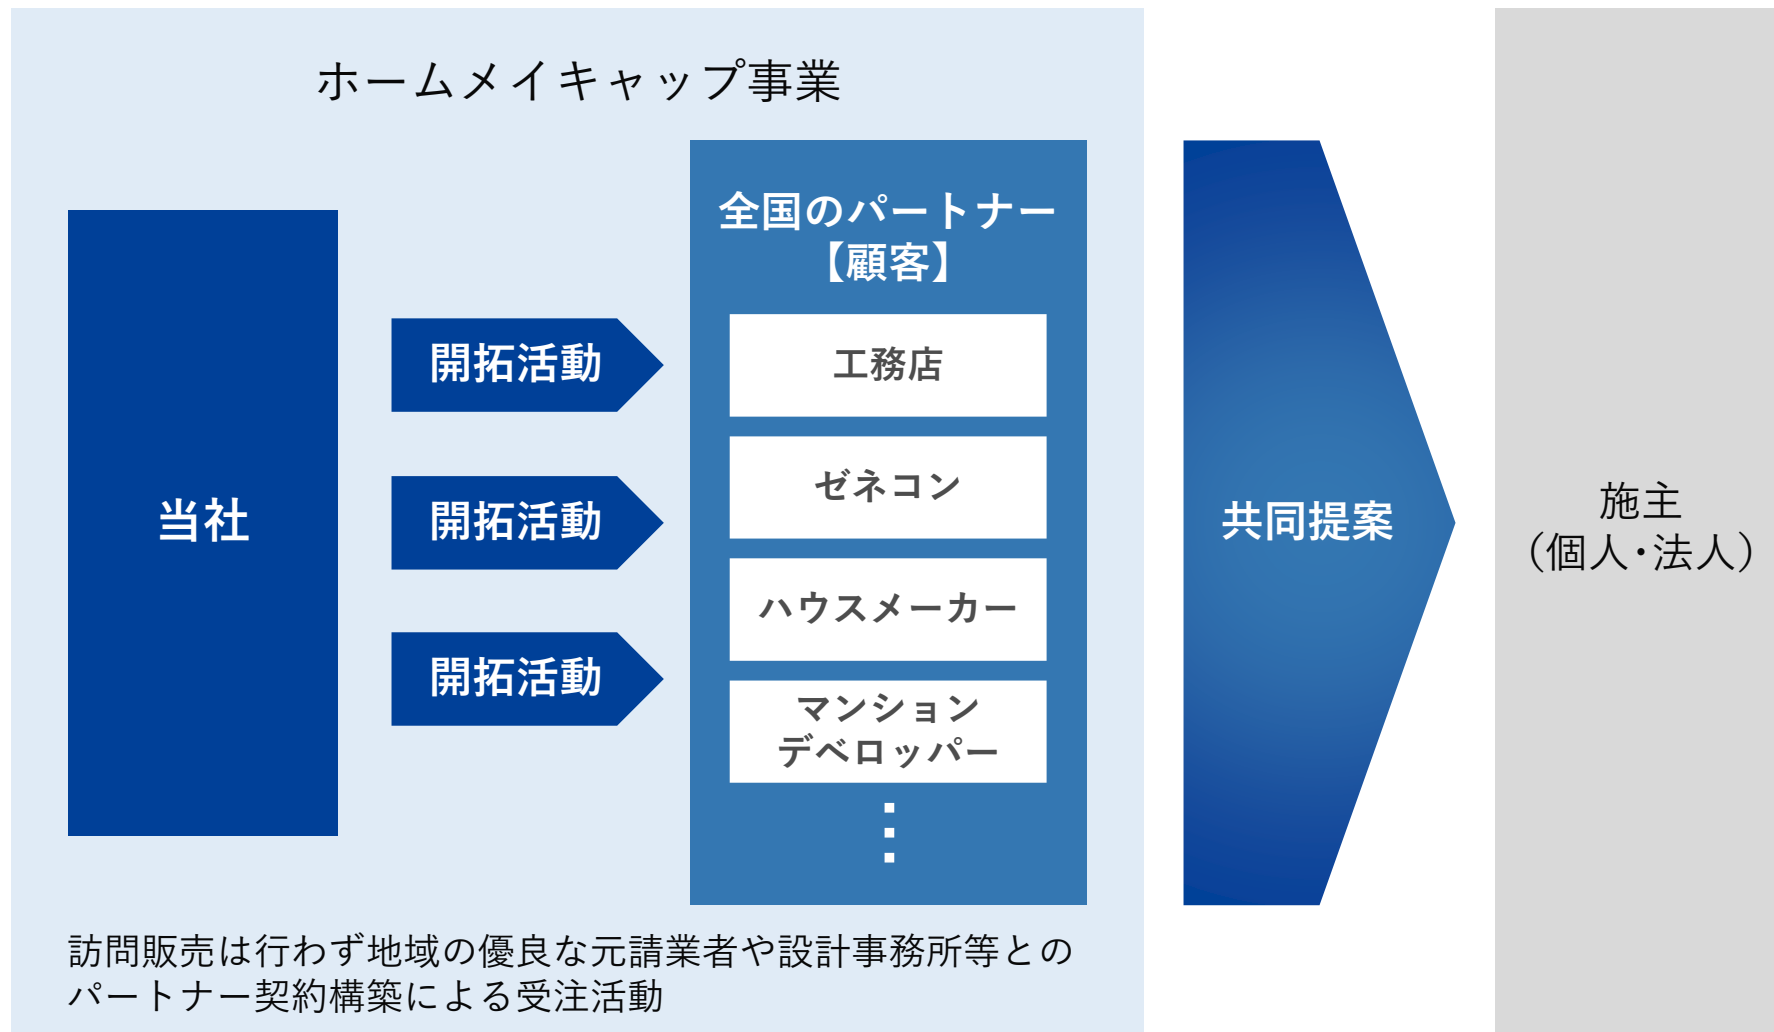 ホームメイキャップ事業
当社
開拓活動
開拓活動
開拓活動
全国のパートナー
【顧客】
工務店
ゼネコン
ハウスメーカー
マンション
デベロッパー
共同提案
施主
（個人・法人）
訪問販売は行わず地域の優良な元請業者や設計事務所等との
パートナー契約構築による受注活動